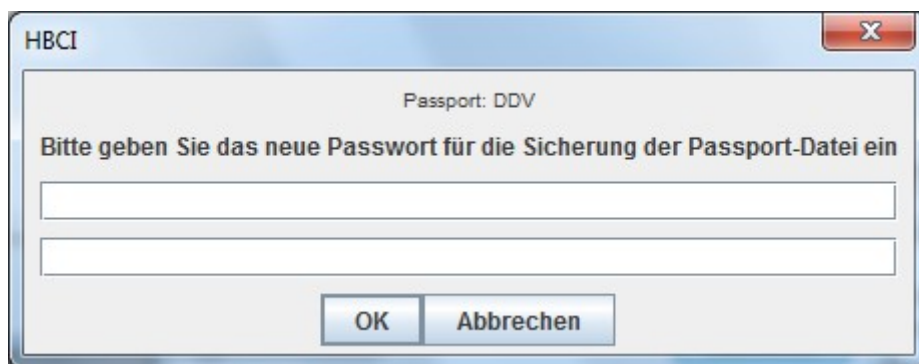 HBCI
Passport: DDV
Bitte geben Sie das neue Passwort für die Sicherung der Passport-Datei ein
OK Abbrechen